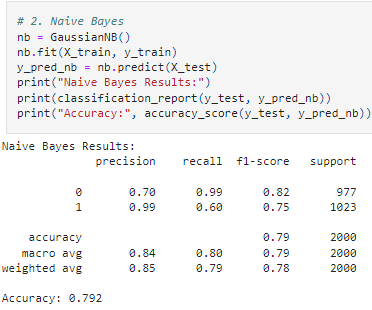 # 2. Naive Bayes
nb = GaussianNB()
nb.fit(X_train, y_train)
y_pred_nb = nb.predict(X_test)
print("Naive Bayes Results:")
print(classification_report(y_test, y_pred_nb))
print("Accuracy:", accuracy_score(y_test, y_pred_nb))
Naive Bayes Results:
precision recall f1-score support
0 0.70 0.99 0.82 977
1 0.99 0.60 0.75 1023
accuracy 0.79 2000
macro avg 0.84 0.80 0.79 2000
weighted avg 0.85 0.79 0.78 2000
Accuracy: 0.792